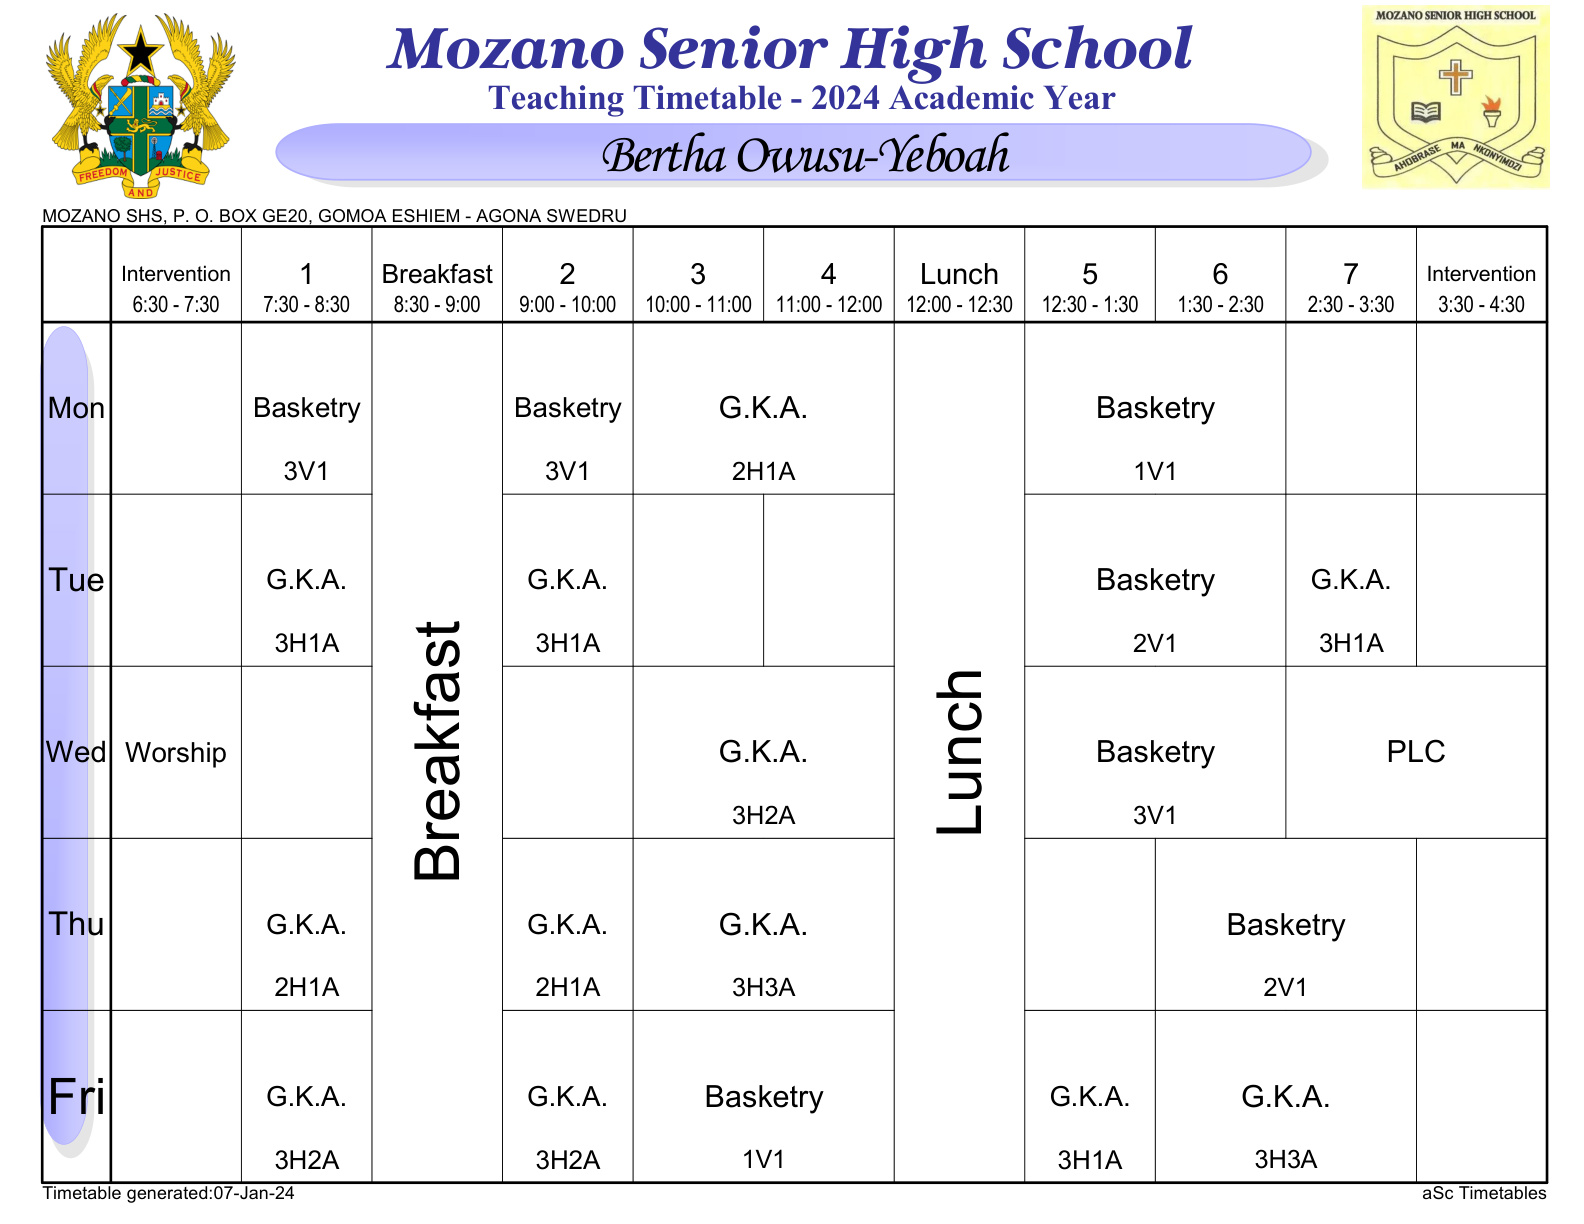 Mozano Senior High School
Teaching Timetable - 2024 Academic Year
Bertha Owusu-Yeboah
FREEDOM AND JUSTICE
MOZANO SENIOR HIGH SCHOOL
AHOBRASE MA NKONYIMDZI
MOZANO SHS, P. O. BOX GE20, GOMOA ESHIEM - AGONA SWEDRU
Intervention 1 Breakfast 2 3 4 Lunch 5 6 7 Intervention
6:30 - 7:30 7:30 - 8:30 8:30 - 9:00 9:00 - 10:00 10:00 - 11:00 11:00 - 12:00 12:00 - 12:30 12:30 - 1:30 1:30 - 2:30 2:30 - 3:30 3:30 - 4:30
Mon Basketry Basketry G.K.A. Basketry
3V1 3V1 2H1A 1V1
Tue G.K.A. G.K.A. Basketry G.K.A.
3H1A 3H1A 2V1 3H1A
Breakfast
Lunch
Wed Worship G.K.A. Basketry PLC
3H2A 3V1
Thu G.K.A. G.K.A. G.K.A. Basketry
2H1A 2H1A 3H3A 2V1
Fri G.K.A. G.K.A. Basketry G.K.A. G.K.A.
3H2A 3H2A 1V1 3H1A 3H3A
Timetable generated:07-Jan-24 aSc Timetables